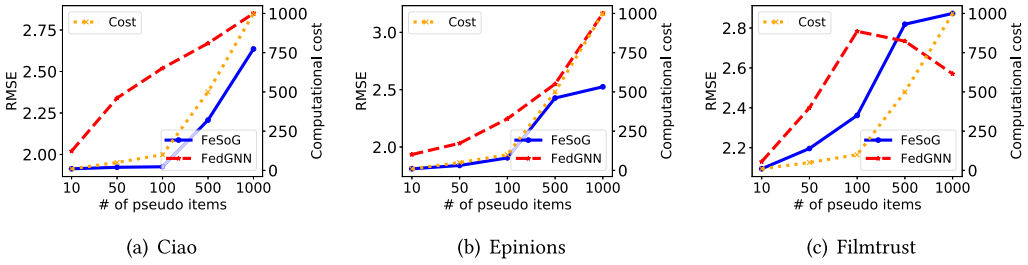 Cost
RMSE
2.75
2.50
2.25
2.00
1000
750
500
250
0
Computational cost
FeSoG
FedGNN
10 50 100 500 1000
# of pseudo items
(a) Ciao
Cost
RMSE
3.0
2.5
2.0
1000
750
500
250
0
Computational cost
FeSoG
FedGNN
10 50 100 500 1000
# of pseudo items
(b) Epinions
Cost
RMSE
2.8
2.6
2.4
2.2
1000
750
500
250
0
Computational cost
FeSoG
FedGNN
10 50 100 500 1000
# of pseudo items
(c) Filmtrust